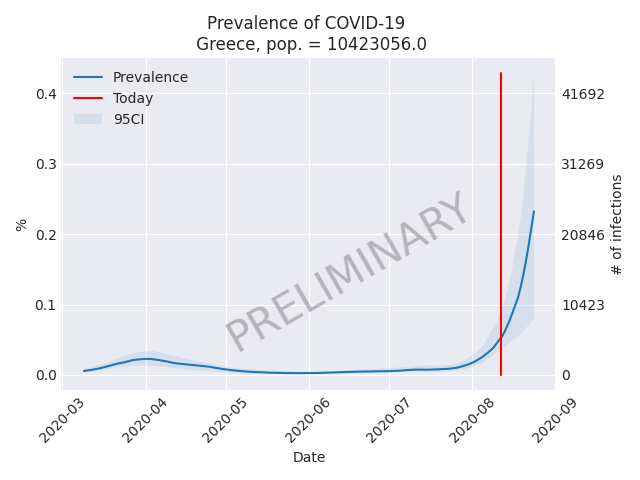 Prevalence of COVID-19
Greece, pop. = 10423056.0
Prevalence
Today
95CI
0.4
0.3
0.2
0.1
0.0
%
41692
31269
20846
10423
0
# of infections
PRELIMINARY
2020-03
2020-04
2020-05
2020-06
2020-07
2020-08
2020-09
Date